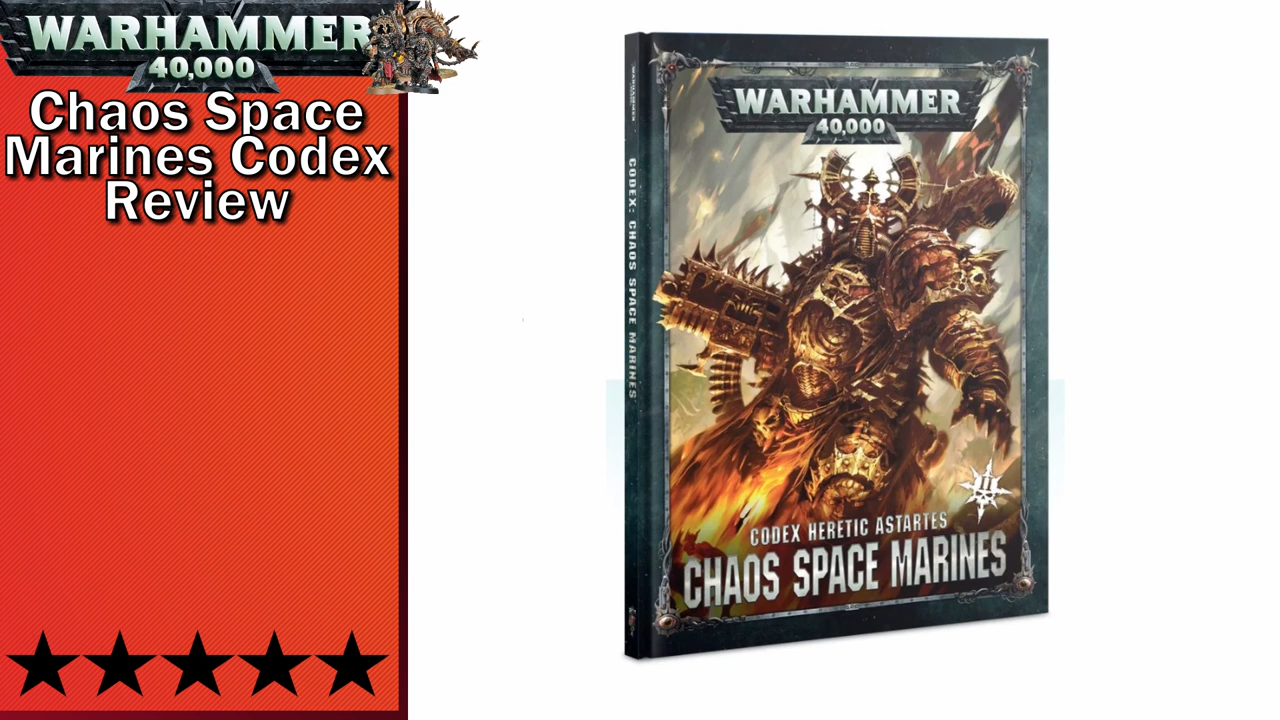 WARHAMMER
40,000
Chaos Space
Marines Codex
Review
WARHAMMER
40,000
CODEX: CHAOS SPACE MARINES
II
CODEX HERETIC ASTARTES
CHAOS SPACE MARINES